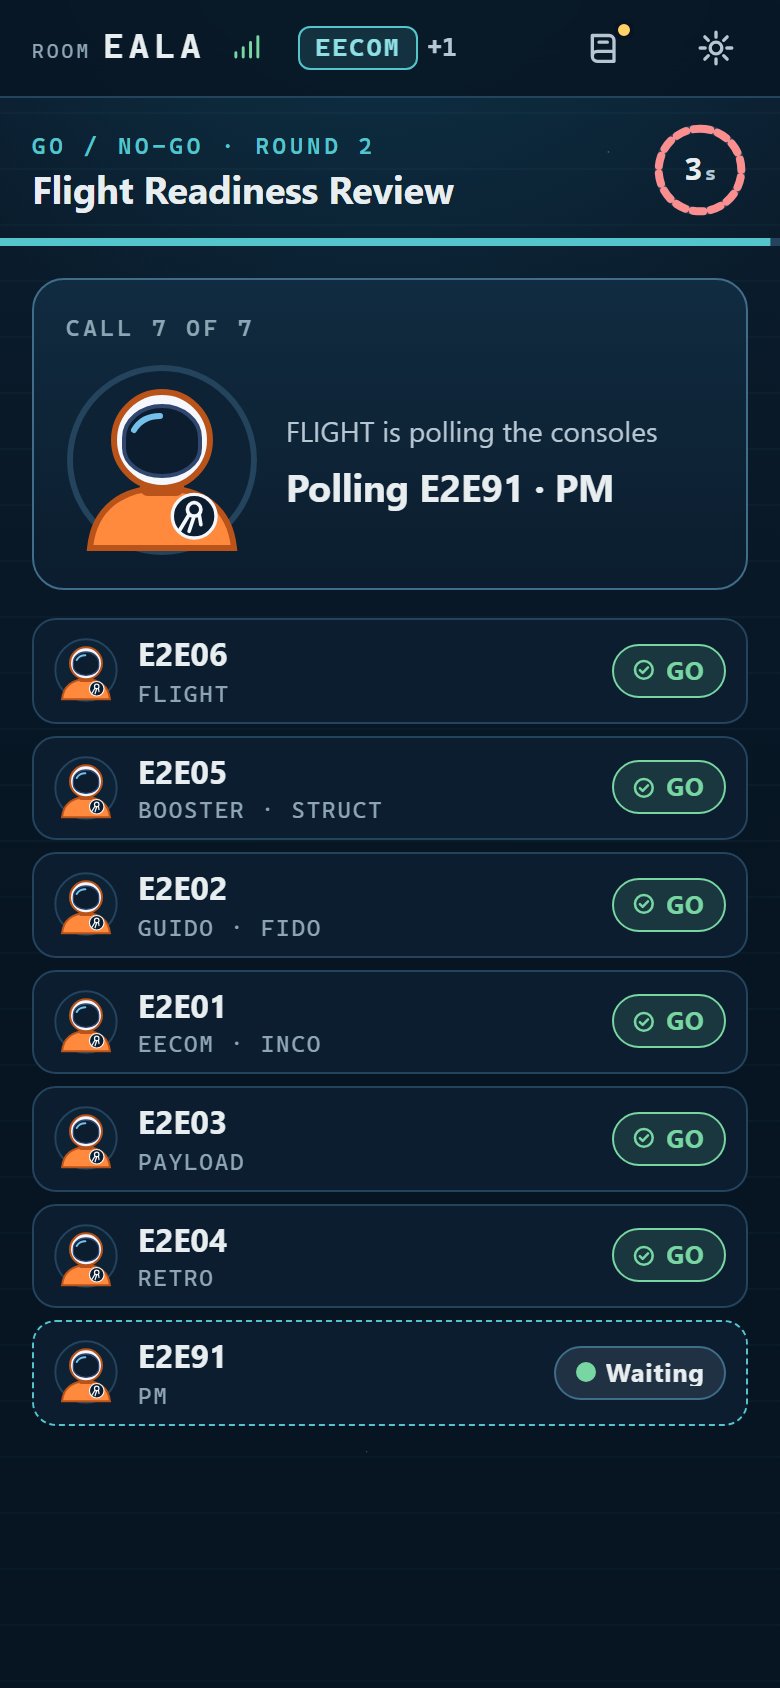 ROOM EALA EECOM +1
GO / NO-GO · ROUND 2
Flight Readiness Review
3s
CALL 7 OF 7
FLIGHT is polling the consoles
Polling E2E91 · PM
E2E06
FLIGHT
GO
E2E05
BOOSTER · STRUCT
GO
E2E02
GUIDO · FIDO
GO
E2E01
EECOM · INCO
GO
E2E03
PAYLOAD
GO
E2E04
RETRO
GO
E2E91
PM
Waiting